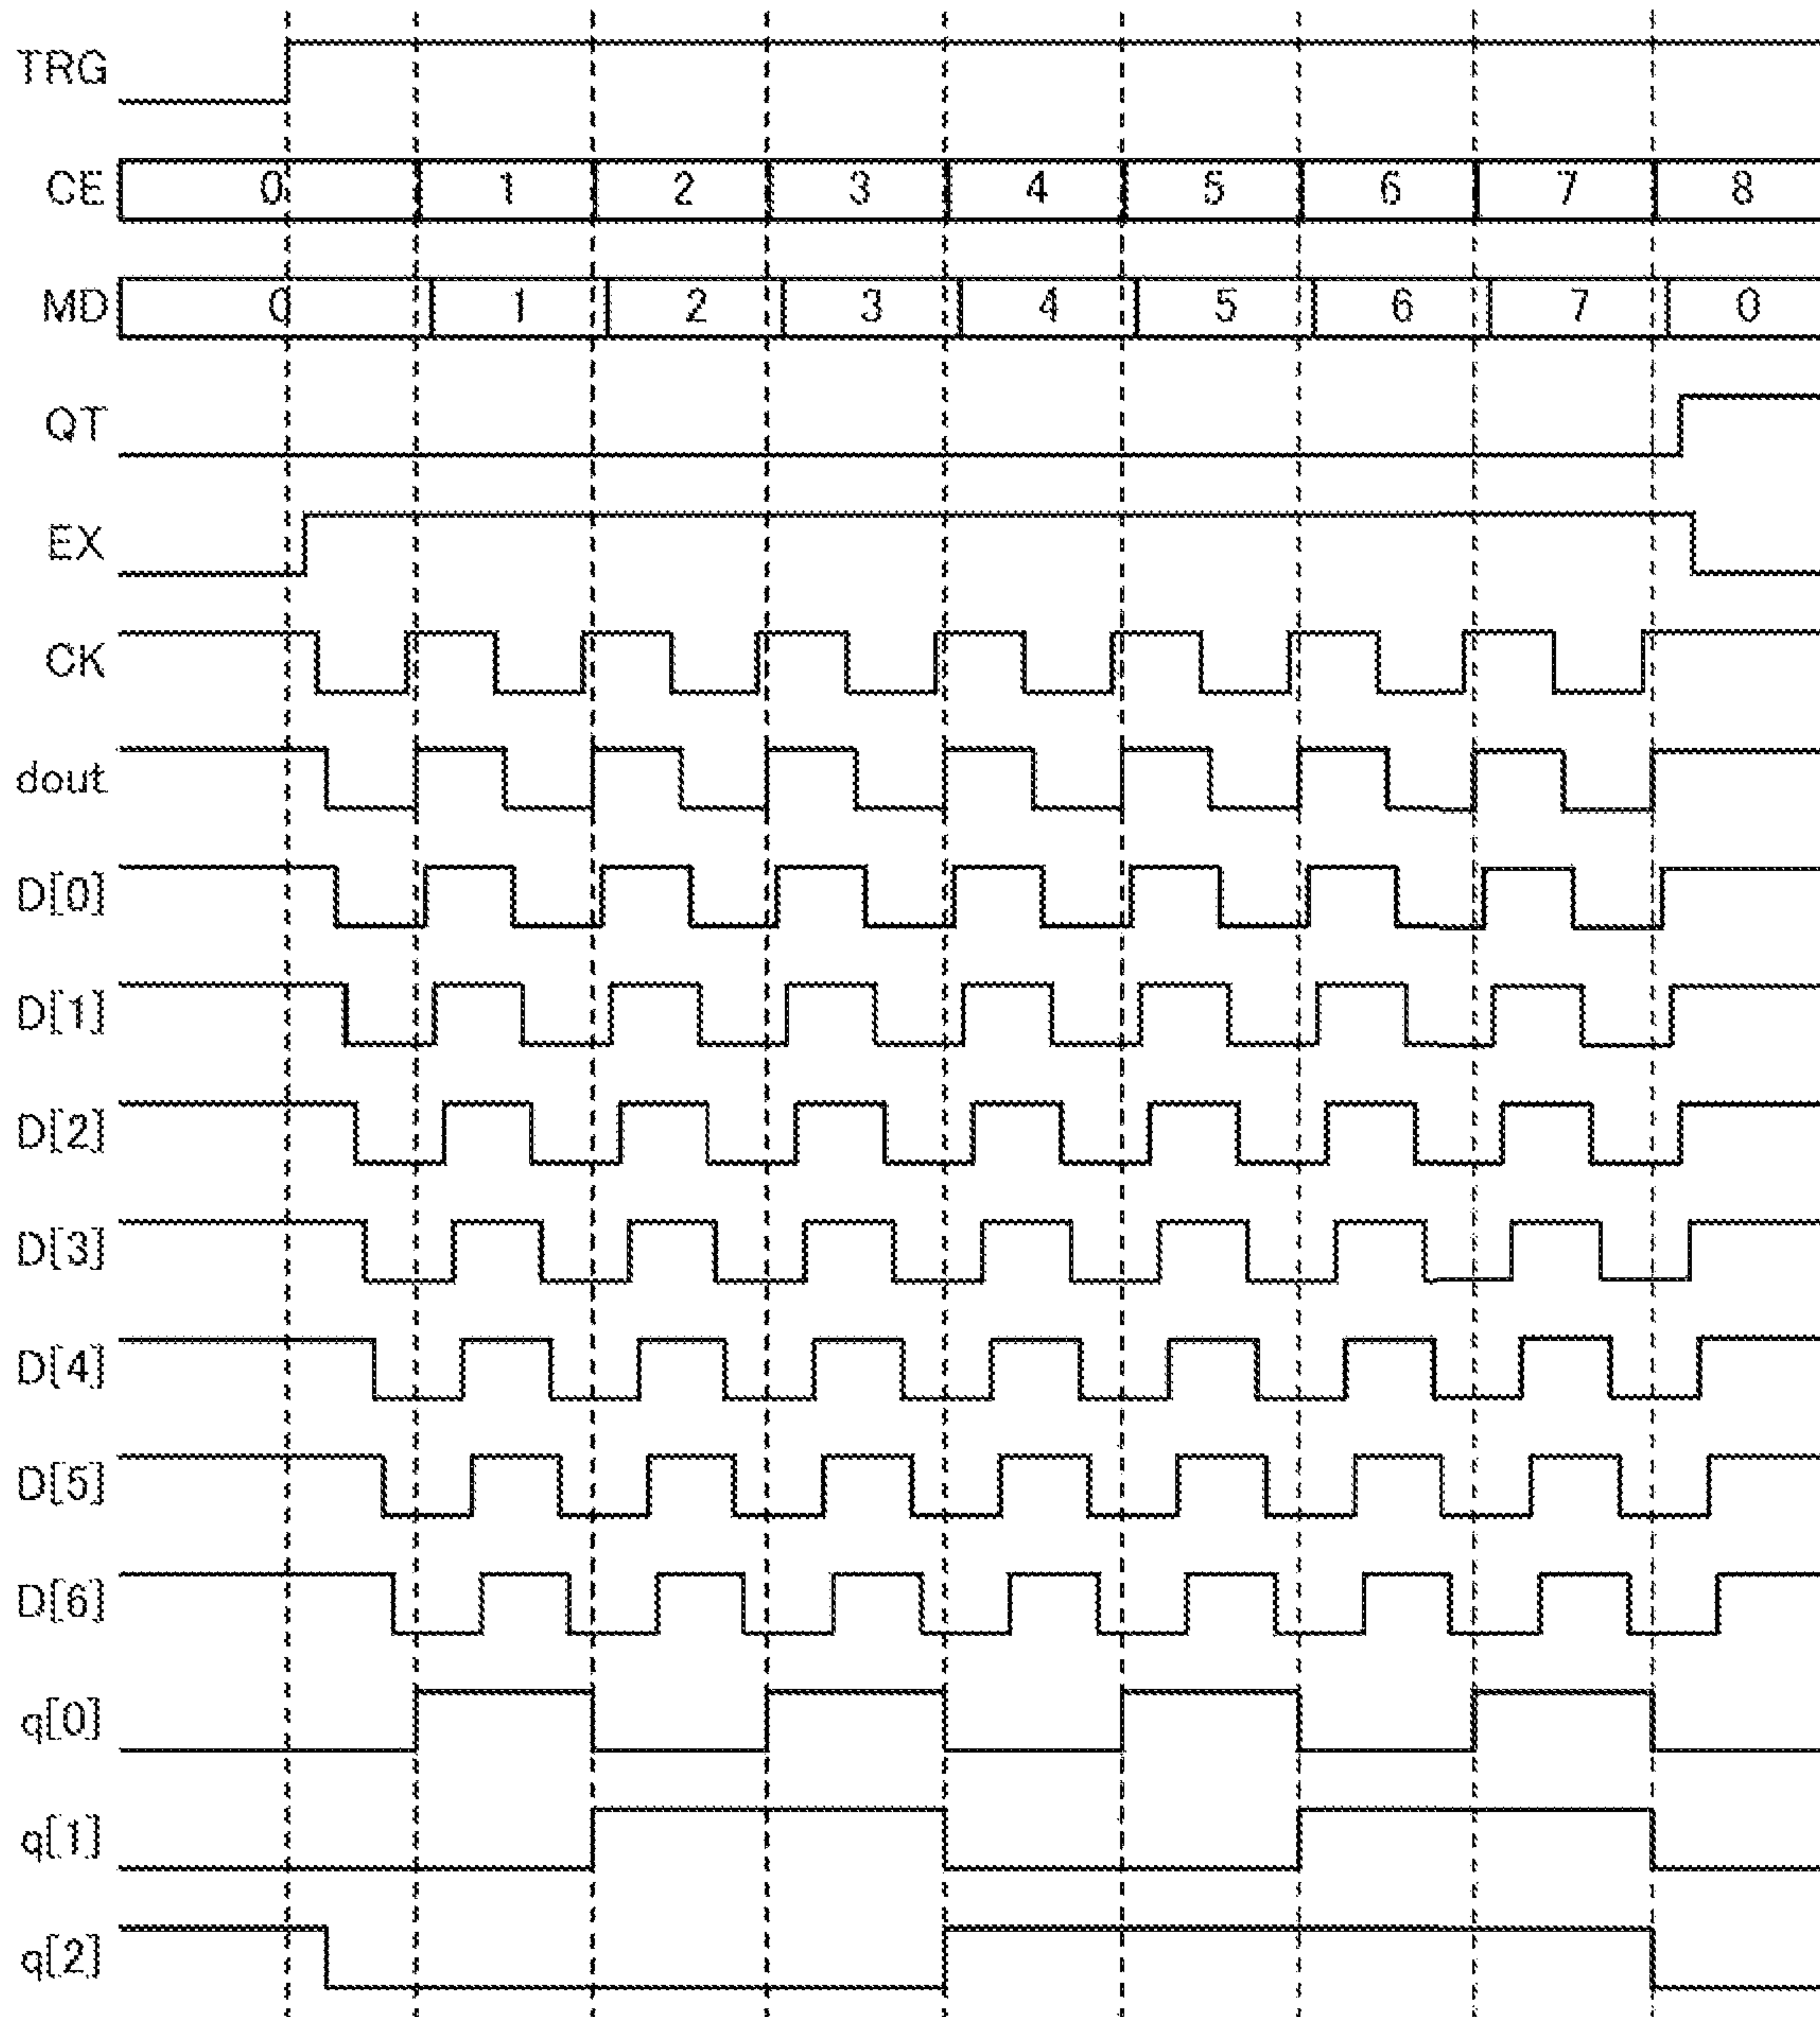 TRG
CE 0 1 2 3 4 5 6 7 8
MD 0 1 2 3 4 5 6 7 0
QT
EX
CK
dout
D[0]
D[1]
D[2]
D[3]
D[4]
D[5]
D[6]
q[0]
q[1]
q[2]